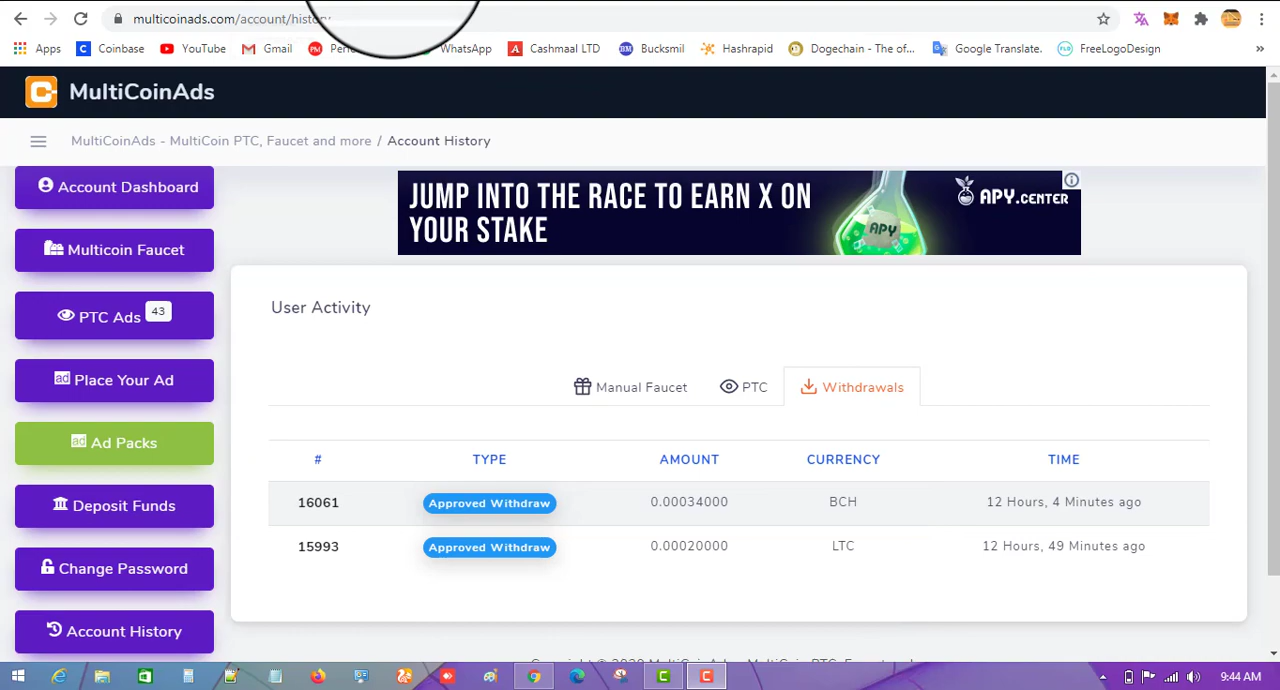 multicoinads.com/account/history
Apps Coinbase YouTube Gmail WhatsApp Cashmaal LTD Bucksmil Hashrapid Dogechain - The of... Google Translate. FreeLogoDesign »
MultiCoinAds
MultiCoinAds - MultiCoin PTC, Faucet and more / Account History
Account Dashboard
JUMP INTO THE RACE TO EARN X ON
YOUR STAKE
APY
APY.CENTER
Multicoin Faucet
PTC Ads 43
Place Your Ad
Ad Packs
Deposit Funds
Change Password
Account History
User Activity
Manual Faucet PTC Withdrawals
# TYPE AMOUNT CURRENCY TIME
16061 Approved Withdraw 0.00034000 BCH 12 Hours, 4 Minutes ago
15993 Approved Withdraw 0.00020000 LTC 12 Hours, 49 Minutes ago
9:44 AM